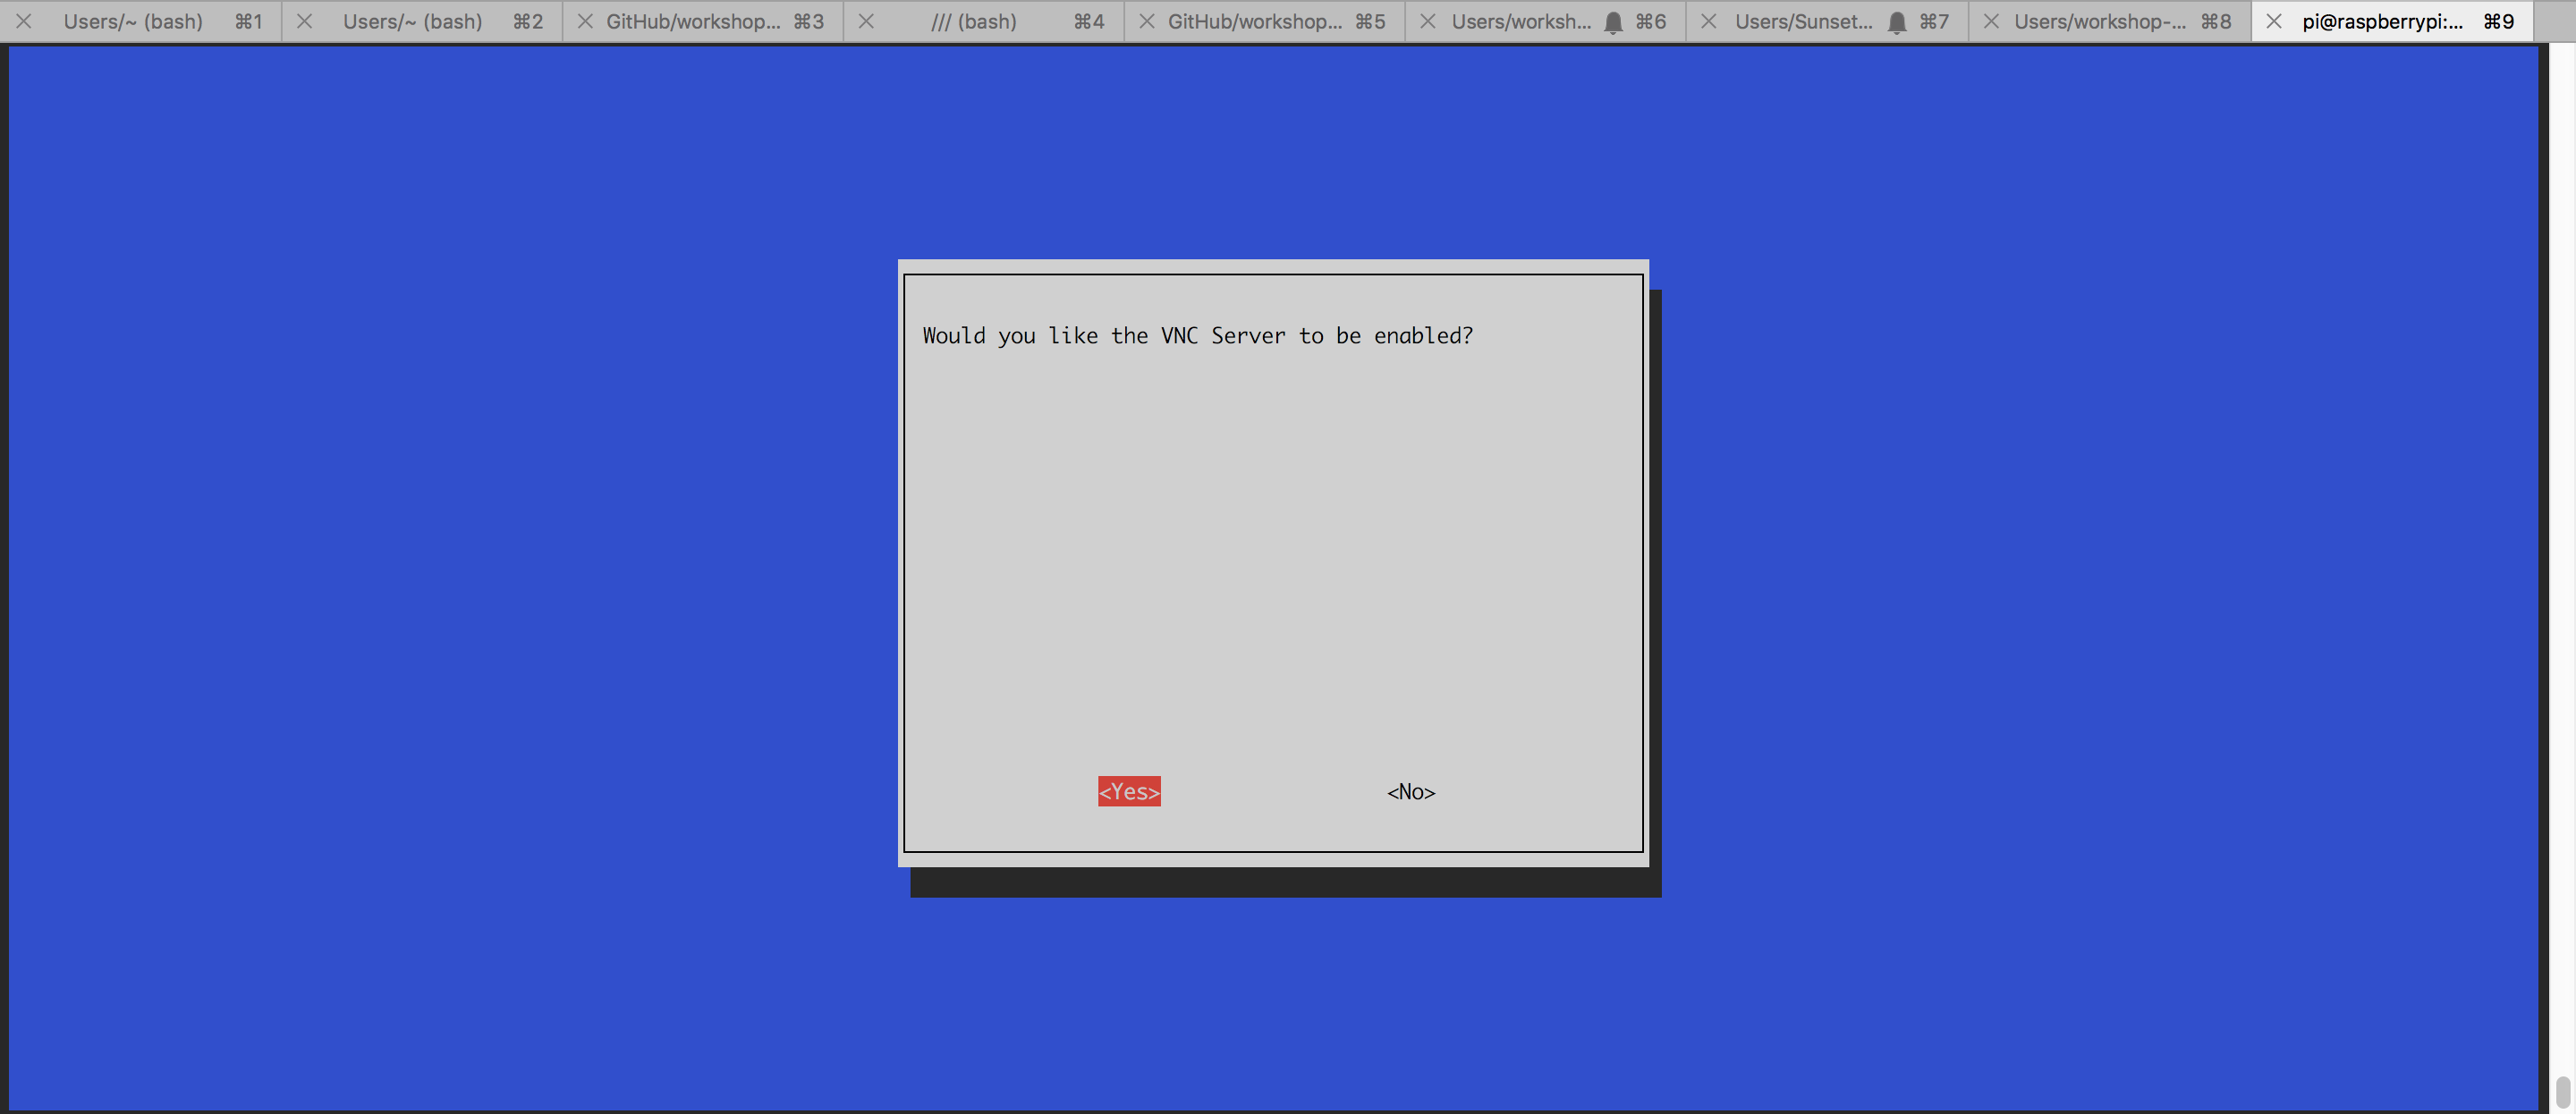 Users/~ (bash) ⌘1 Users/~ (bash) ⌘2 GitHub/workshop... ⌘3 /// (bash) ⌘4 GitHub/workshop... ⌘5 Users/worksh... ⌘6 Users/Sunset... ⌘7 Users/workshop-... ⌘8 pi@raspberrypi:... ⌘9
Would you like the VNC Server to be enabled?
<Yes> <No>